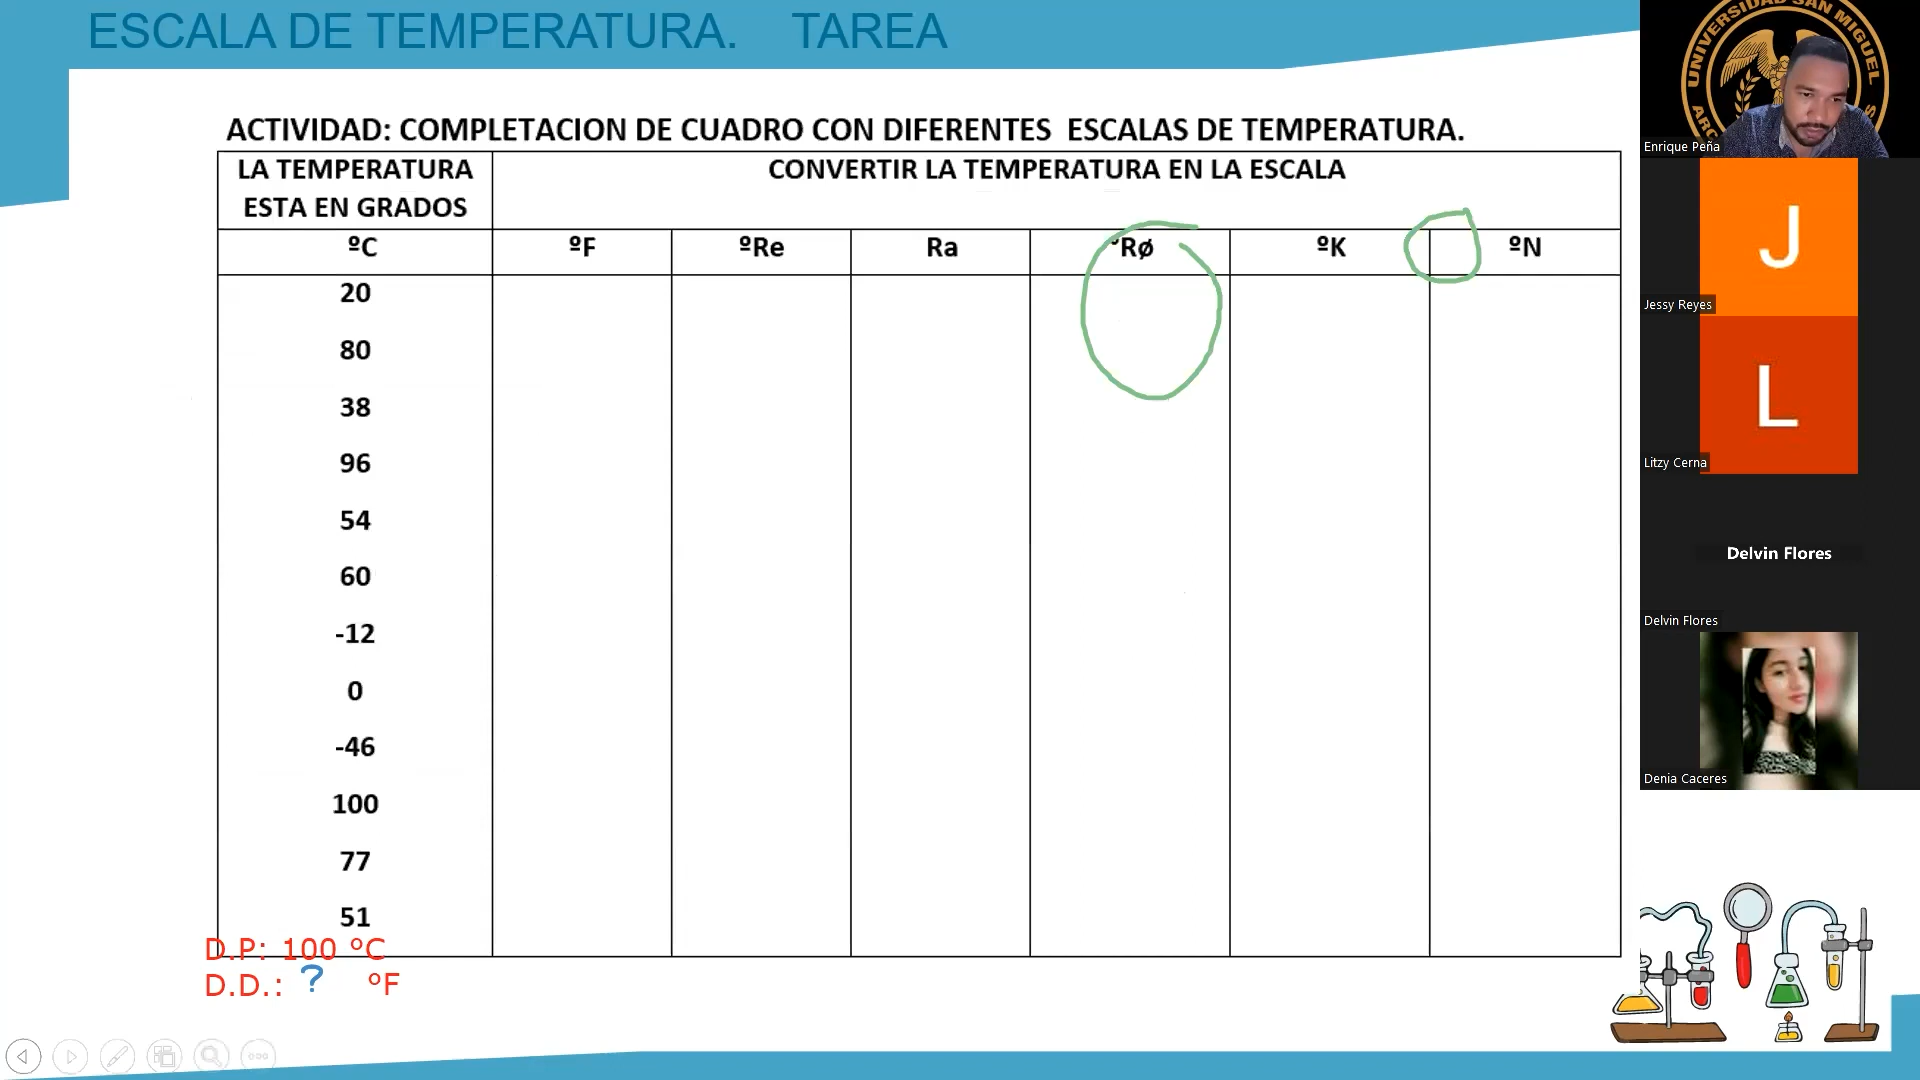 ESCALA DE TEMPERATURA. TAREA
ACTIVIDAD: COMPLETACION DE CUADRO CON DIFERENTES ESCALAS DE TEMPERATURA.
LA TEMPERATURA ESTA EN GRADOS
CONVERTIR LA TEMPERATURA EN LA ESCALA
ºC ºF ºRe Ra ºRø ºK ºN
20
80
38
96
54
60
-12
0
-46
100
77
51
D.P: 100 ºC
D.D.: ? ºF
UNIVERSIDAD SAN MIGUEL
Enrique Peña
J
Jessy Reyes
L
Litzy Cerna
Delvin Flores
Delvin Flores
Denia Caceres